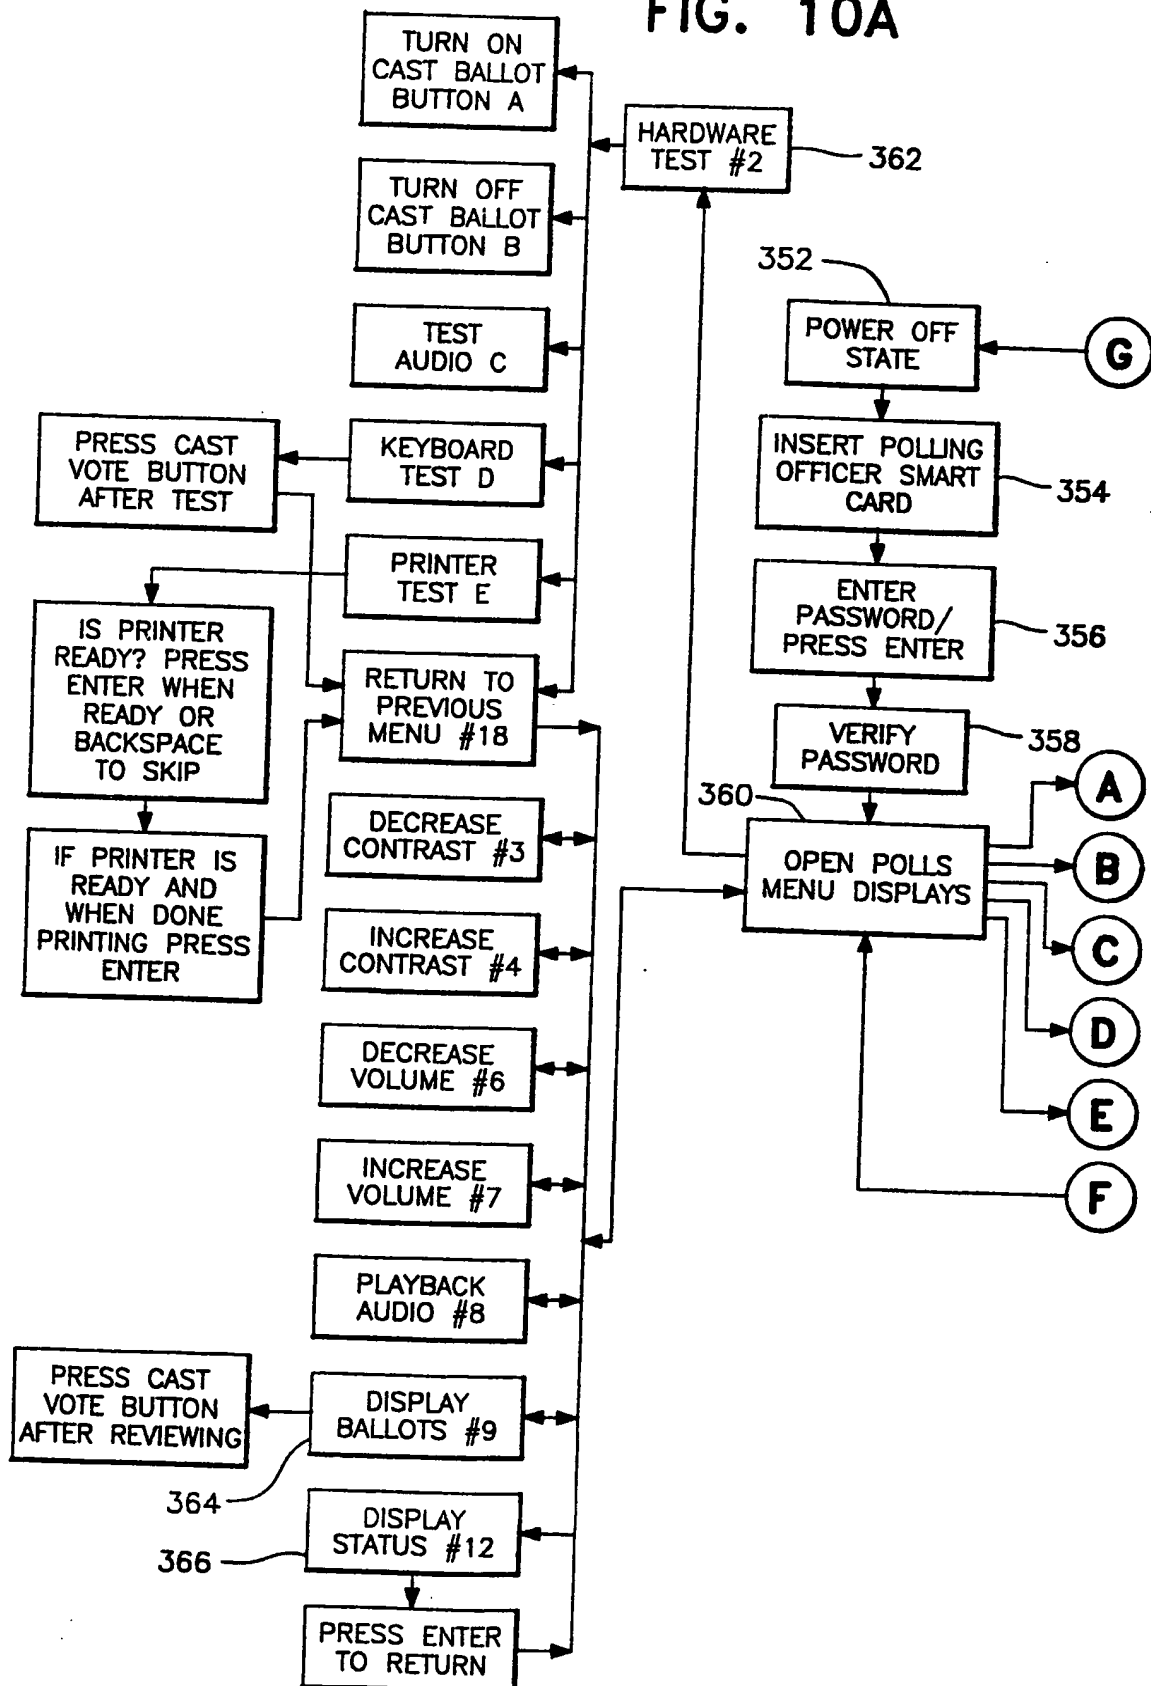 FIG. 10A
TURN ON
CAST BALLOT
BUTTON A
HARDWARE
TEST #2
362
TURN OFF
CAST BALLOT
BUTTON B
352
POWER OFF
STATE
G
TEST
AUDIO C
PRESS CAST
VOTE BUTTON
AFTER TEST
KEYBOARD
TEST D
INSERT POLLING
OFFICER SMART
CARD
354
PRINTER
TEST E
ENTER
PASSWORD/
PRESS ENTER
356
IS PRINTER
READY? PRESS
ENTER WHEN
READY OR
BACKSPACE
TO SKIP
RETURN TO
PREVIOUS
MENU #18
VERIFY
PASSWORD
358
360
OPEN POLLS
MENU DISPLAYS
A
B
C
D
E
F
IF PRINTER IS
READY AND
WHEN DONE
PRINTING PRESS
ENTER
DECREASE
CONTRAST #3
INCREASE
CONTRAST #4
DECREASE
VOLUME #6
INCREASE
VOLUME #7
PLAYBACK
AUDIO #8
PRESS CAST
VOTE BUTTON
AFTER REVIEWING
DISPLAY
BALLOTS #9
364
DISPLAY
STATUS #12
366
PRESS ENTER
TO RETURN